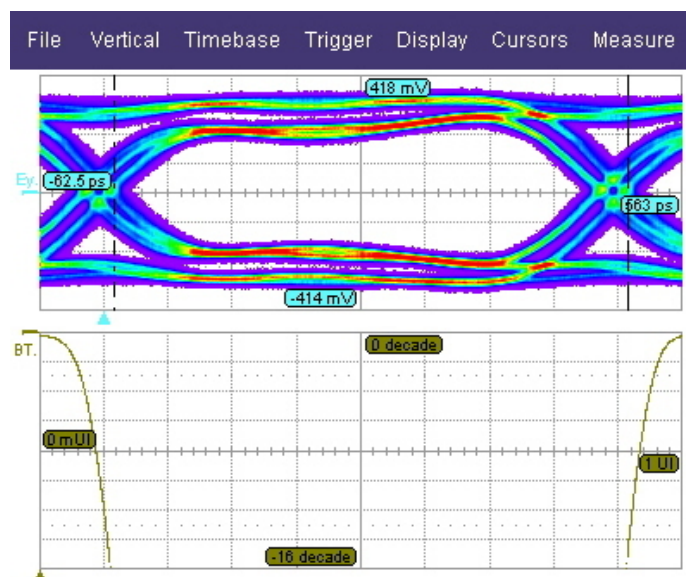 File Vertical Timebase Trigger Display Cursors Measure
418 mV
Ey.
-62.5 ps
563 ps
-414 mV
BT.
0 decade
0 mUI
1 UI
-16 decade